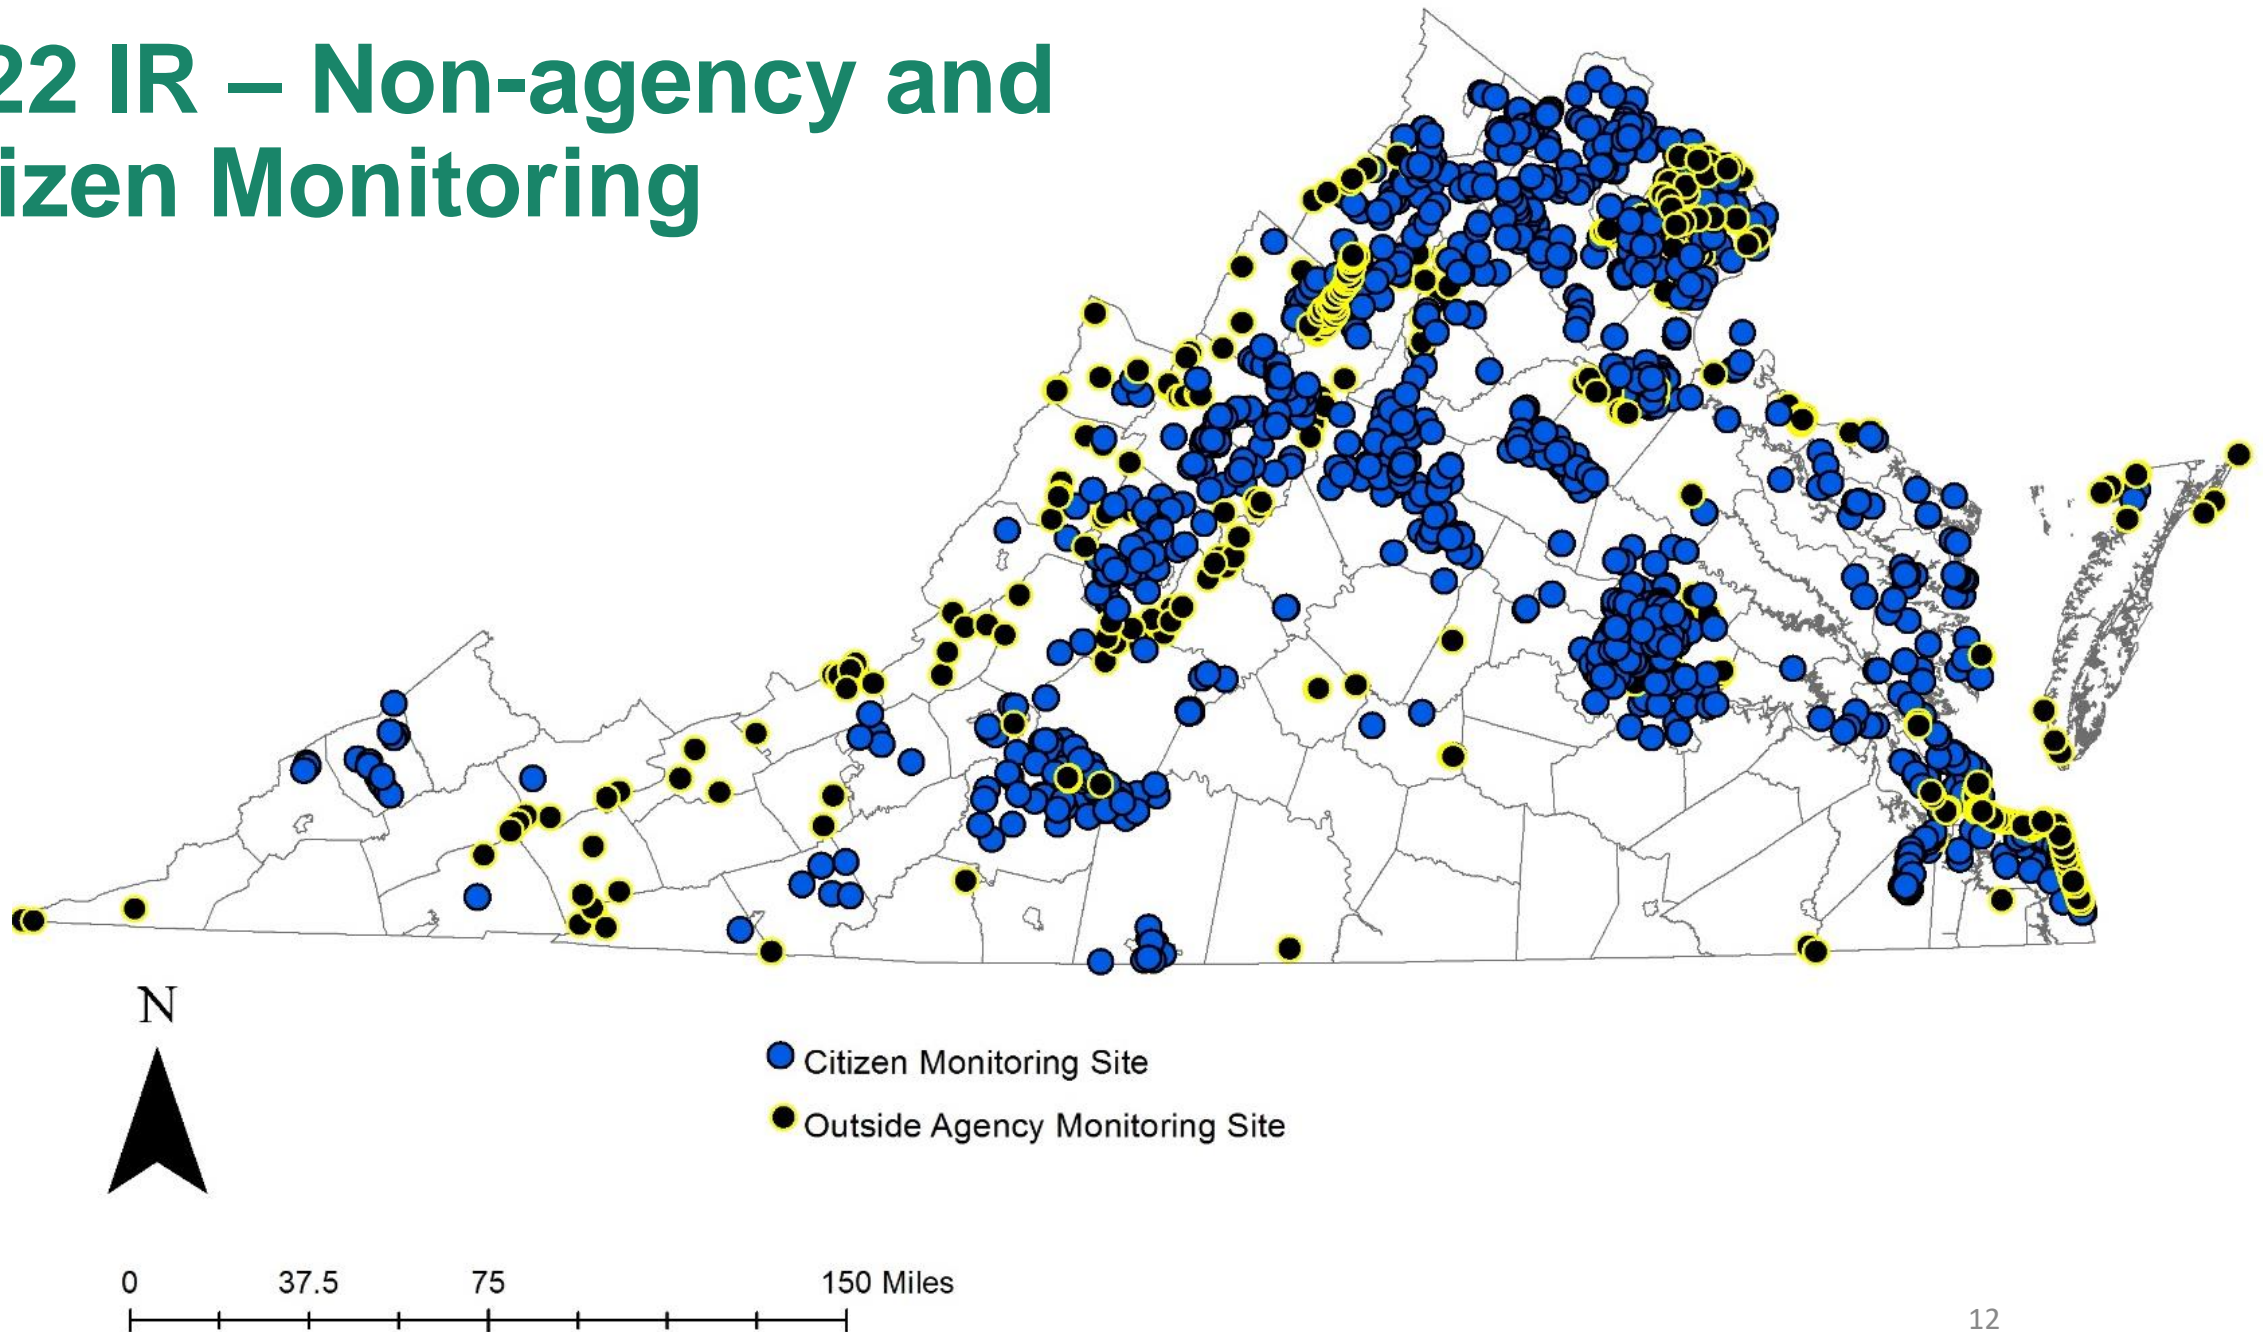 22 IR – Non-agency and
izen Monitoring
N
Citizen Monitoring Site
Outside Agency Monitoring Site
0 37.5 75 150 Miles
12